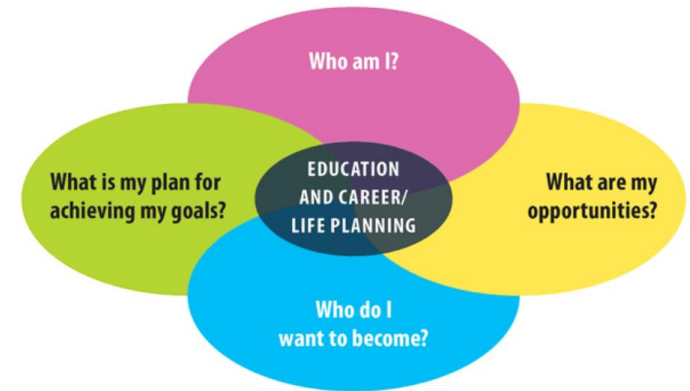 Who am I?
What is my plan for
achieving my goals?
EDUCATION
AND CAREER/
LIFE PLANNING
What are my
opportunities?
Who do I
want to become?